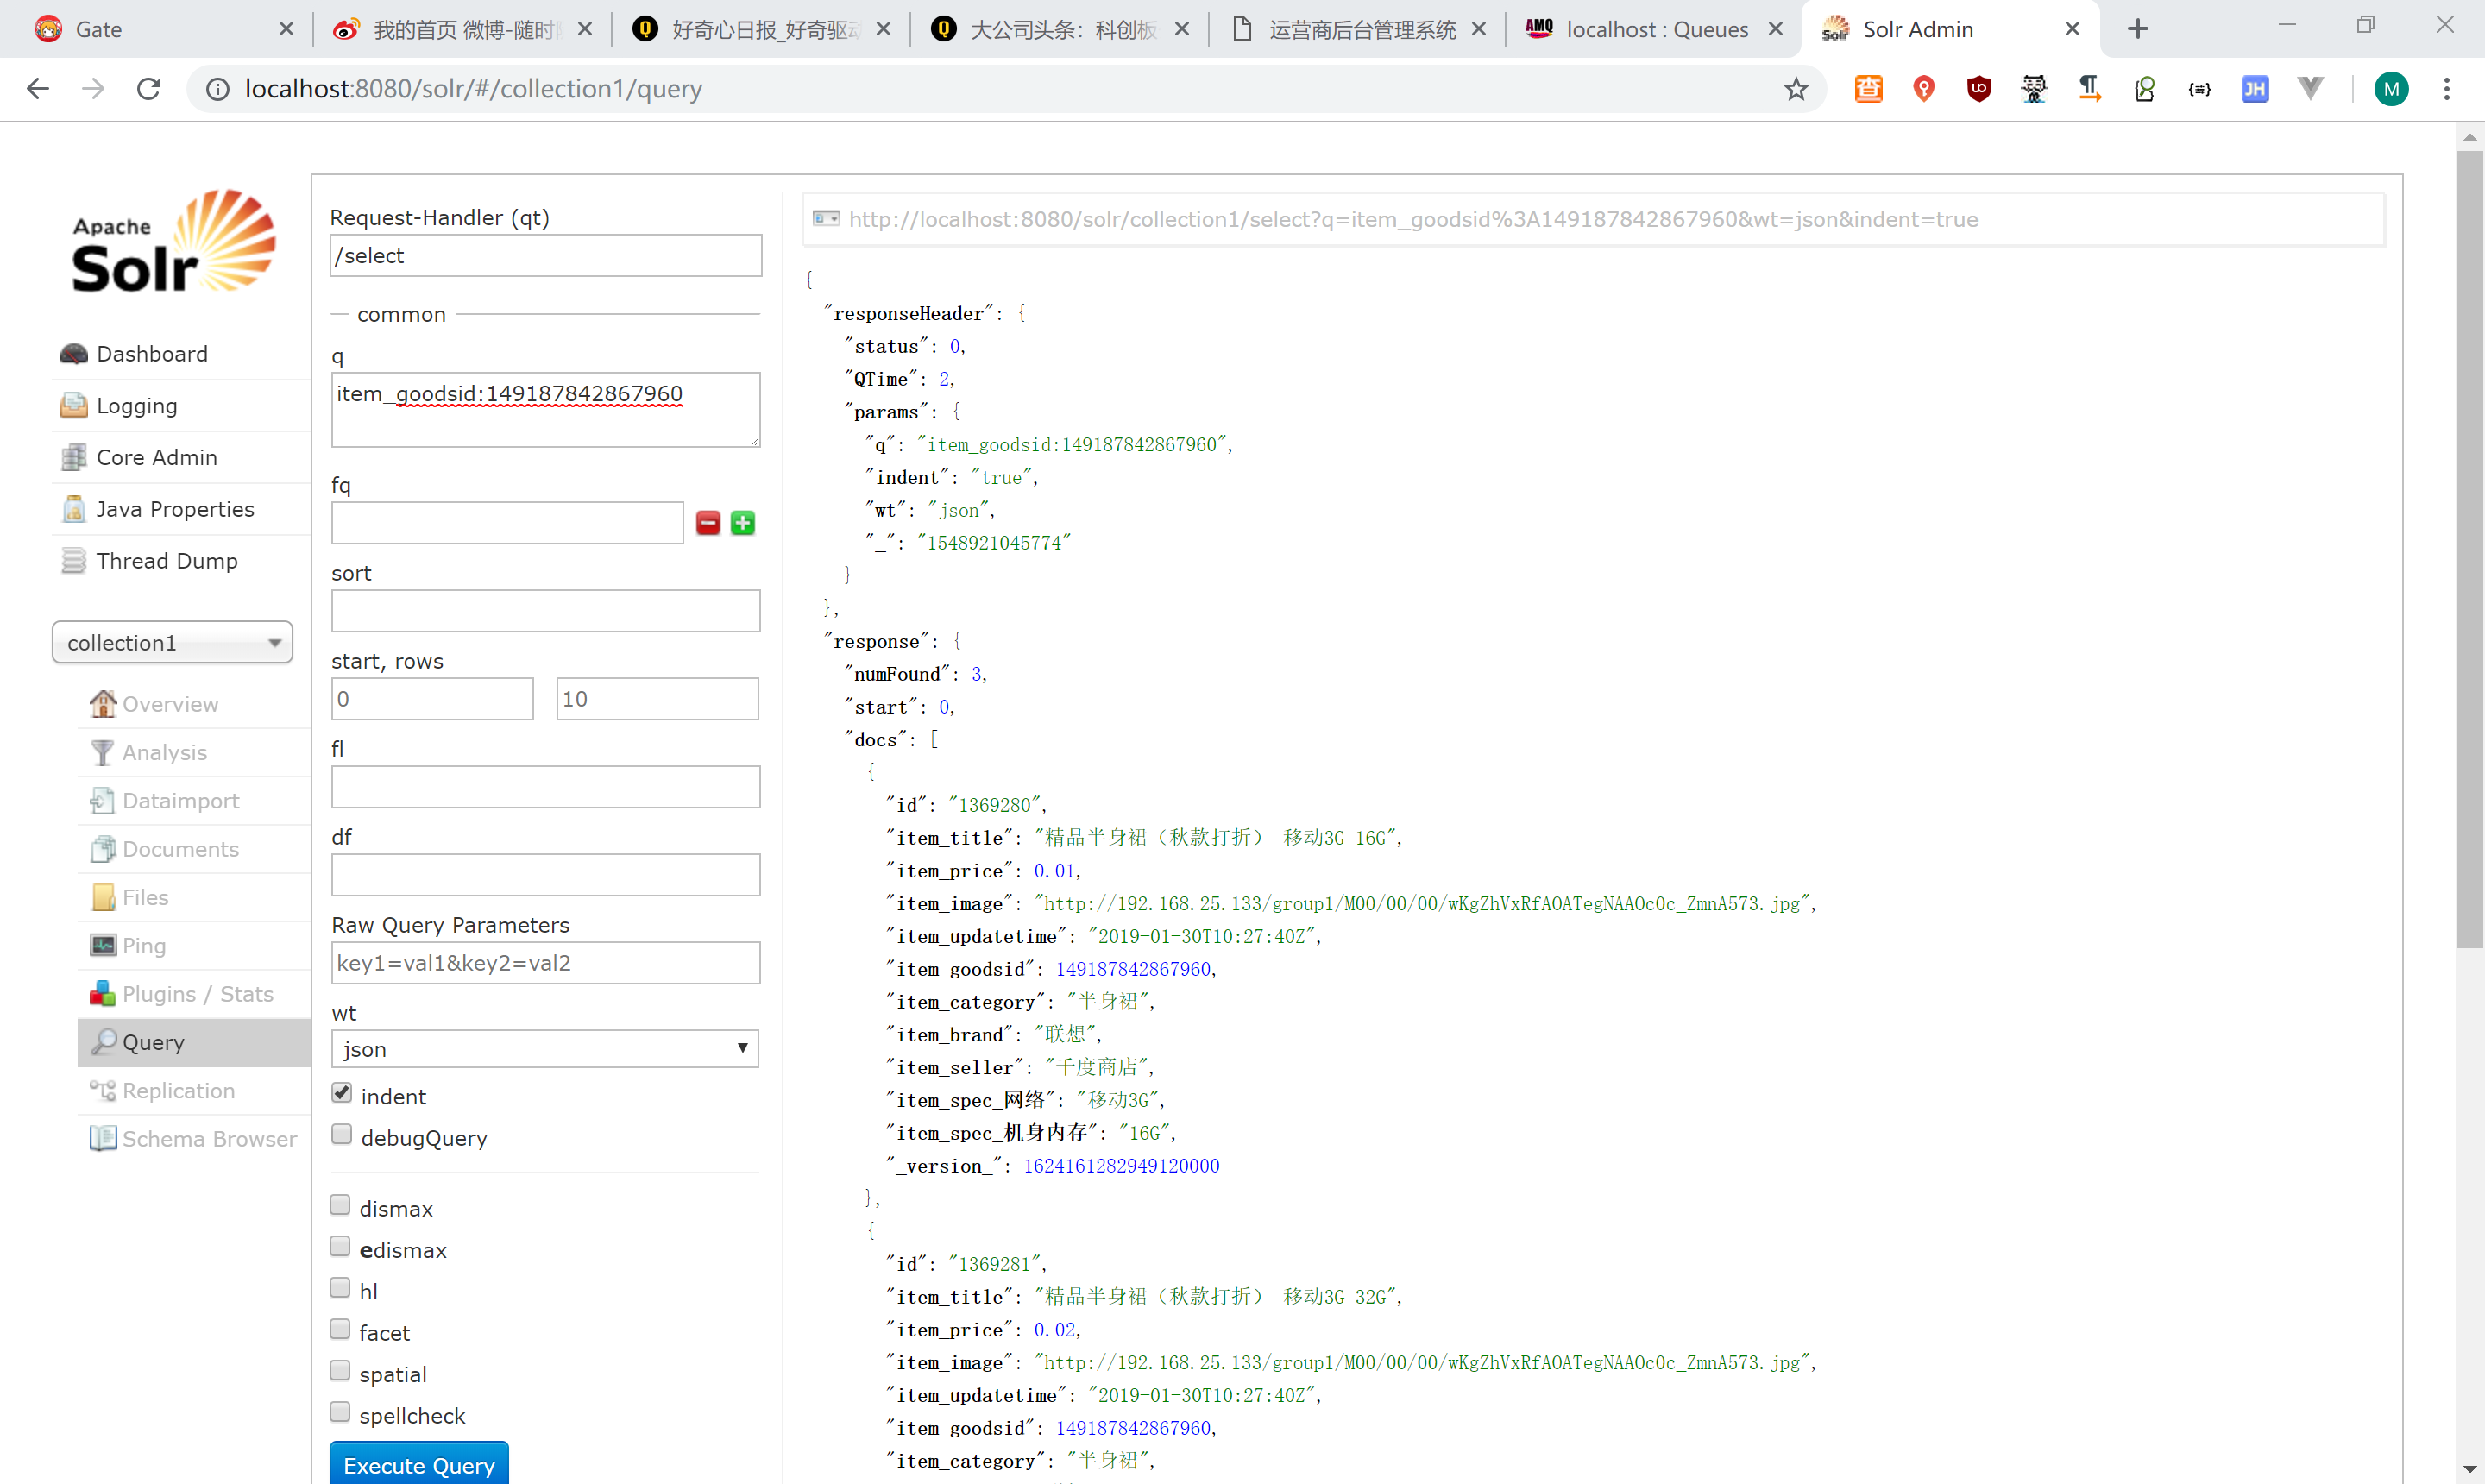 Gate
我的首页 微博-随时随
好奇心日报_好奇驱动
大公司头条：科创板
运营商后台管理系统
localhost : Queues
Solr Admin
localhost:8080/solr/#/collection1/query
JH
M
Apache
Solr
Dashboard
Logging
Core Admin
Java Properties
Thread Dump
collection1
Overview
Analysis
Dataimport
Documents
Files
Ping
Plugins / Stats
Query
Replication
Schema Browser
Request-Handler (qt)
/select
common
q
item_goodsid:149187842867960
fq
sort
start, rows
0
10
fl
df
Raw Query Parameters
key1=val1&key2=val2
wt
json
indent
debugQuery
dismax
edismax
hl
facet
spatial
spellcheck
Execute Query
http://localhost:8080/solr/collection1/select?q=item_goodsid%3A149187842867960&wt=json&indent=true
{
"responseHeader": {
"status": 0,
"QTime": 2,
"params": {
"q": "item_goodsid:149187842867960",
"indent": "true",
"wt": "json",
"_": "1548921045774"
}
},
"response": {
"numFound": 3,
"start": 0,
"docs": [
{
"id": "1369280",
"item_title": "精品半身裙（秋款打折） 移动3G 16G",
"item_price": 0.01,
"item_image": "http://192.168.25.133/group1/M00/00/00/wKgZhVxRfAOATegNAAOcOc_ZmnA573.jpg",
"item_updatetime": "2019-01-30T10:27:40Z",
"item_goodsid": 149187842867960,
"item_category": "半身裙",
"item_brand": "联想",
"item_seller": "千度商店",
"item_spec_网络": "移动3G",
"item_spec_机身内存": "16G",
"_version_": 1624161282949120000
},
{
"id": "1369281",
"item_title": "精品半身裙（秋款打折） 移动3G 32G",
"item_price": 0.02,
"item_image": "http://192.168.25.133/group1/M00/00/00/wKgZhVxRfAOATegNAAOcOc_ZmnA573.jpg",
"item_updatetime": "2019-01-30T10:27:40Z",
"item_goodsid": 149187842867960,
"item_category": "半身裙",